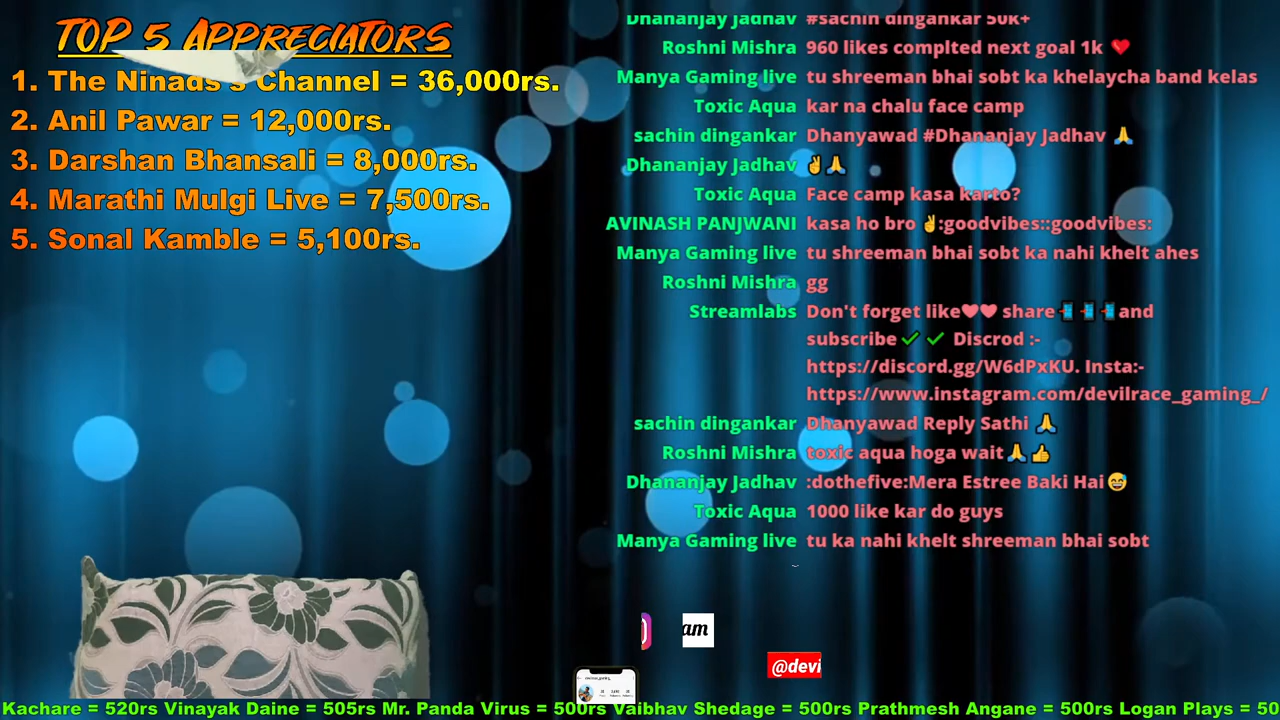 TOP 5 APPRECIATORS
1. The Ninads's Channel = 36,000rs.
2. Anil Pawar = 12,000rs.
3. Darshan Bhansali = 8,000rs.
4. Marathi Mulgi Live = 7,500rs.
5. Sonal Kamble = 5,100rs.
Dhananjay Jadhav #sachin dingankar 50k+
Roshni Mishra 960 likes complted next goal 1k ❤️
Manya Gaming live tu shreeman bhai sobt ka khelaycha band kelas
Toxic Aqua kar na chalu face camp
sachin dingankar Dhanyawad #Dhananjay Jadhav 🙏
Dhananjay Jadhav ✌️🙏
Toxic Aqua Face camp kasa karto?
AVINASH PANJWANI kasa ho bro ✌️:goodvibes::goodvibes:
Manya Gaming live tu shreeman bhai sobt ka nahi khelt ahes
Roshni Mishra gg
Streamlabs Don't forget like❤️❤️ share📲📲📲and
subscribe✔️ ✔️ Discrod :-
https://discord.gg/W6dPxKU. Insta:-
https://www.instagram.com/devilrace_gaming_/
sachin dingankar Dhanyawad Reply Sathi 🙏
Roshni Mishra toxic aqua hoga wait🙏👍
Dhananjay Jadhav :dothefive:Mera Estree Baki Hai😅
Toxic Aqua 1000 like kar do guys
Manya Gaming live tu ka nahi khelt shreeman bhai sobt
am
@devi
Kachare = 520rs Vinayak Daine = 505rs Mr. Panda Virus = 500rs Vaibhav Shedage = 500rs Prathmesh Angane = 500rs Logan Plays = 50